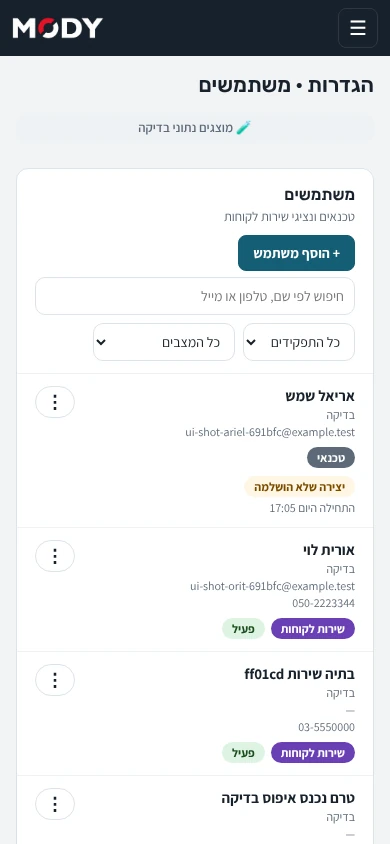 MODY
הגדרות • משתמשים
🧪 מוצגים נתוני בדיקה
משתמשים
טכנאים ונציגי שירות לקוחות
+ הוסף משתמש
חיפוש לפי שם, טלפון או מייל
כל התפקידים
כל המצבים
אריאל שמש
בדיקה
ui-shot-ariel-691bfc@example.test
טכנאי
יצירה שלא הושלמה
התחילה היום 17:05
אורית לוי
בדיקה
ui-shot-orit-691bfc@example.test
050-2223344
שירות לקוחות
פעיל
בתיה שירות ff01cd
בדיקה
—
03-5550000
שירות לקוחות
פעיל
טרם נכנס איפוס בדיקה
בדיקה
—